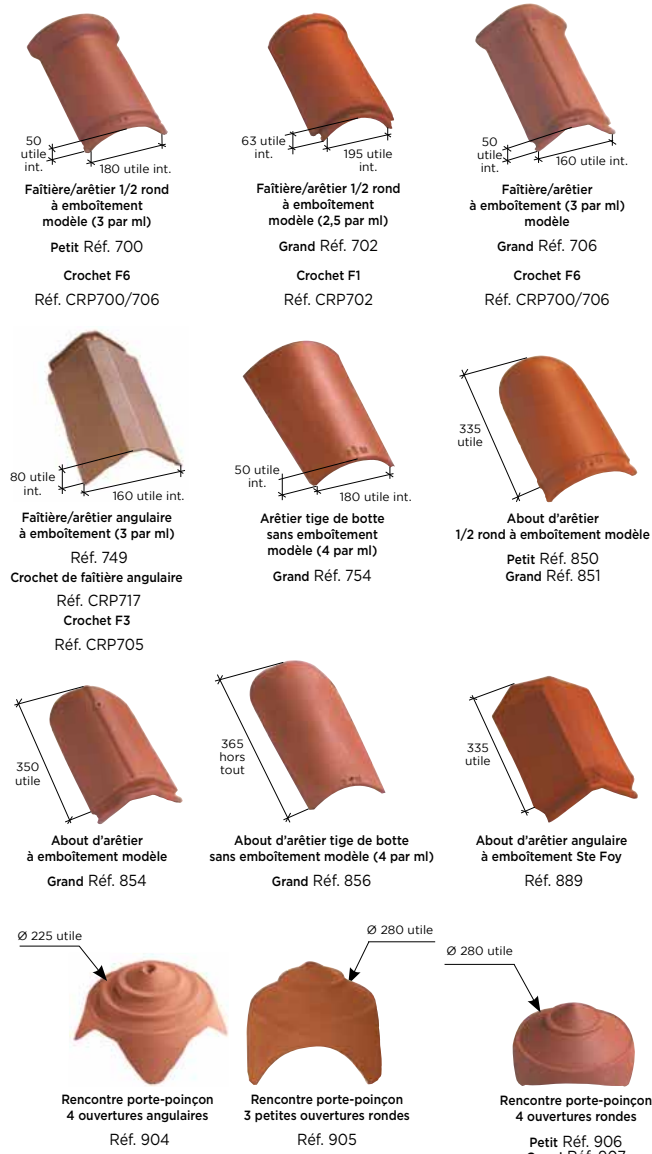 50
utile
int.
180 utile int.
Faîtière/arêtier 1/2 rond
à emboîtement
modèle (3 par ml)
Petit Réf. 700
Crochet F6
Réf. CRP700/706
63 utile
int.
195 utile
int.
Faîtière/arêtier 1/2 rond
à emboîtement
modèle (2,5 par ml)
Grand Réf. 702
Crochet F1
Réf. CRP702
50
utile
int.
160 utile int.
Faîtière/arêtier
à emboîtement (3 par ml)
modèle
Grand Réf. 706
Crochet F6
Réf. CRP700/706
80 utile
int.
160 utile int.
Faîtière/arêtier angulaire
à emboîtement (3 par ml)
Réf. 749
Crochet de faîtière angulaire
Réf. CRP717
Crochet F3
Réf. CRP705
50 utile
int.
180 utile int.
Arêtier tige de botte
sans emboîtement
modèle (4 par ml)
Grand Réf. 754
335
utile
About d'arêtier
1/2 rond à emboîtement modèle
Petit Réf. 850
Grand Réf. 851
350
utile
About d'arêtier
à emboîtement modèle
Grand Réf. 854
365
hors
tout
About d'arêtier tige de botte
sans emboîtement modèle (4 par ml)
Grand Réf. 856
335
utile
About d'arêtier angulaire
à emboîtement Ste Foy
Réf. 889
Ø 225 utile
Rencontre porte-poinçon
4 ouvertures angulaires
Réf. 904
Ø 280 utile
Rencontre porte-poinçon
3 petites ouvertures rondes
Réf. 905
Ø 280 utile
Rencontre porte-poinçon
4 ouvertures rondes
Petit Réf. 906
Grand Réf. 907